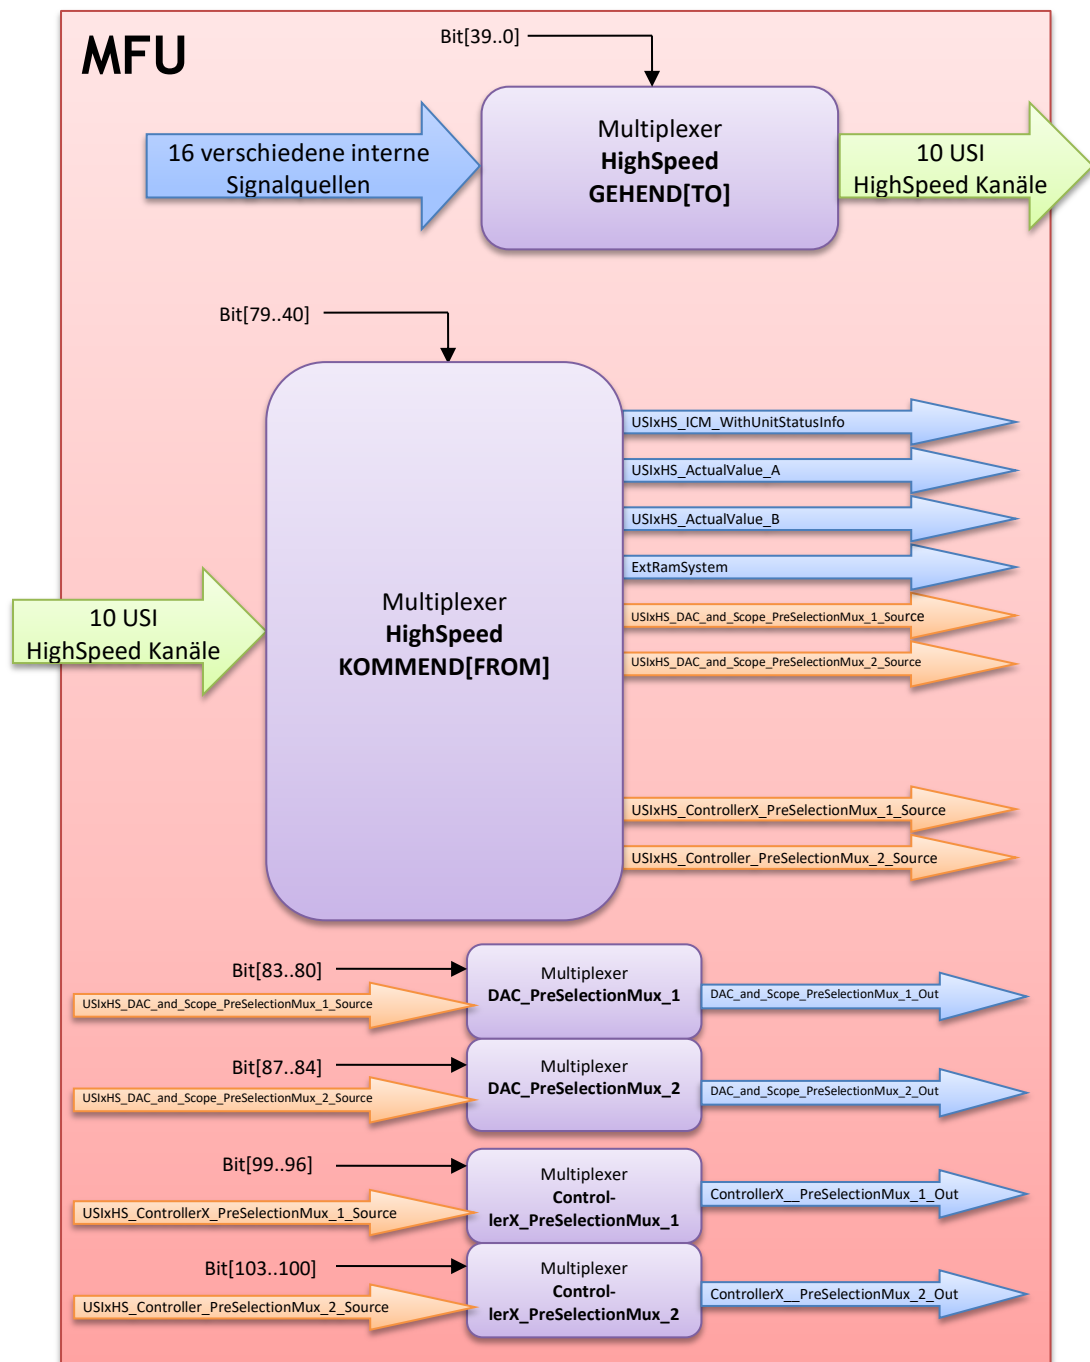 MFU
Bit[39..0]
16 verschiedene interne
Signalquellen
Multiplexer
HighSpeed
GEHEND[TO]
10 USI
HighSpeed Kanäle
Bit[79..40]
10 USI
HighSpeed Kanäle
Multiplexer
HighSpeed
KOMMEND[FROM]
USIxHS_ICM_WithUnitStatusInfo
USIxHS_ActualValue_A
USIxHS_ActualValue_B
ExtRamSystem
USIxHS_DAC_and_Scope_PreSelectionMux_1_Source
USIxHS_DAC_and_Scope_PreSelectionMux_2_Source
USIxHS_ControllerX_PreSelectionMux_1_Source
USIxHS_Controller_PreSelectionMux_2_Source
Bit[83..80]
USIxHS_DAC_and_Scope_PreSelectionMux_1_Source
Multiplexer
DAC_PreSelectionMux_1
DAC_and_Scope_PreSelectionMux_1_Out
Bit[87..84]
USIxHS_DAC_and_Scope_PreSelectionMux_2_Source
Multiplexer
DAC_PreSelectionMux_2
DAC_and_Scope_PreSelectionMux_2_Out
Bit[99..96]
USIxHS_ControllerX_PreSelectionMux_1_Source
Multiplexer
Control-
lerX_PreSelectionMux_1
ControllerX__PreSelectionMux_1_Out
Bit[103..100]
USIxHS_Controller_PreSelectionMux_2_Source
Multiplexer
Control-
lerX_PreSelectionMux_2
ControllerX__PreSelectionMux_2_Out